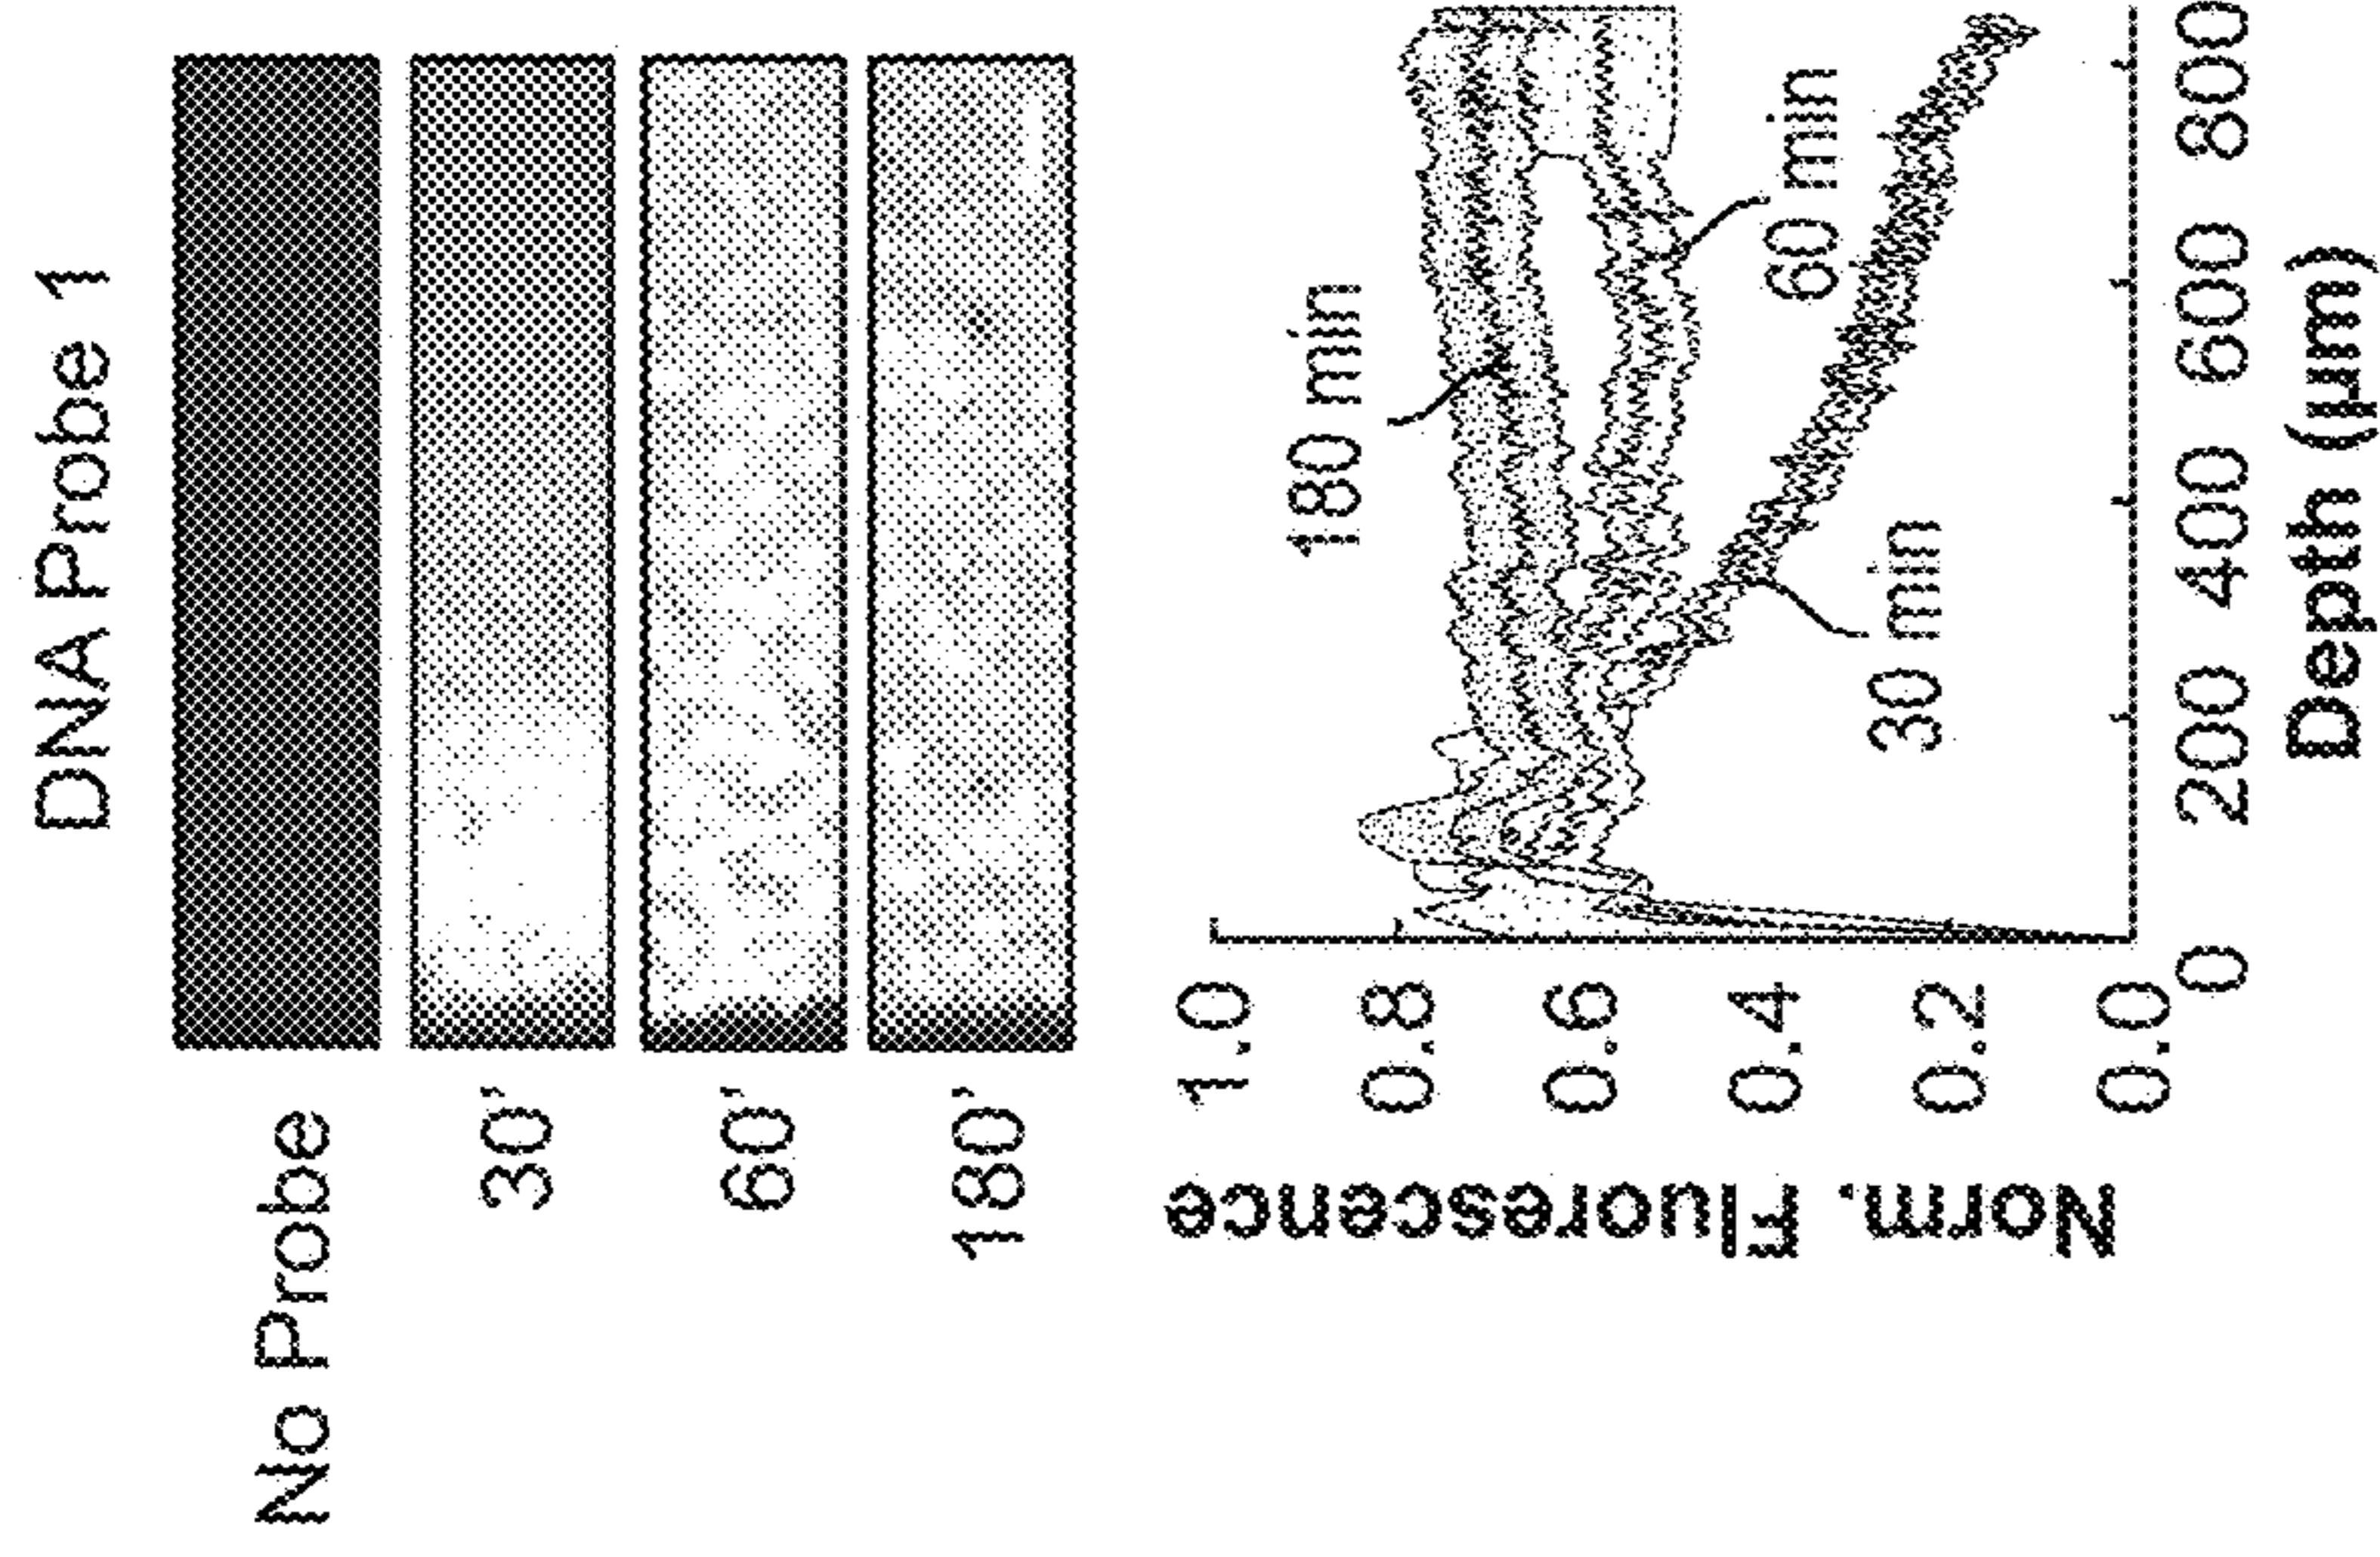 DNA Probe 1
No Probe
30'
60'
180'
Norm. Fluorescence
1.0
0.8
0.6
0.4
0.2
0.0
180 min
60 min
30 min
0 200 400 600 800
Depth (µm)